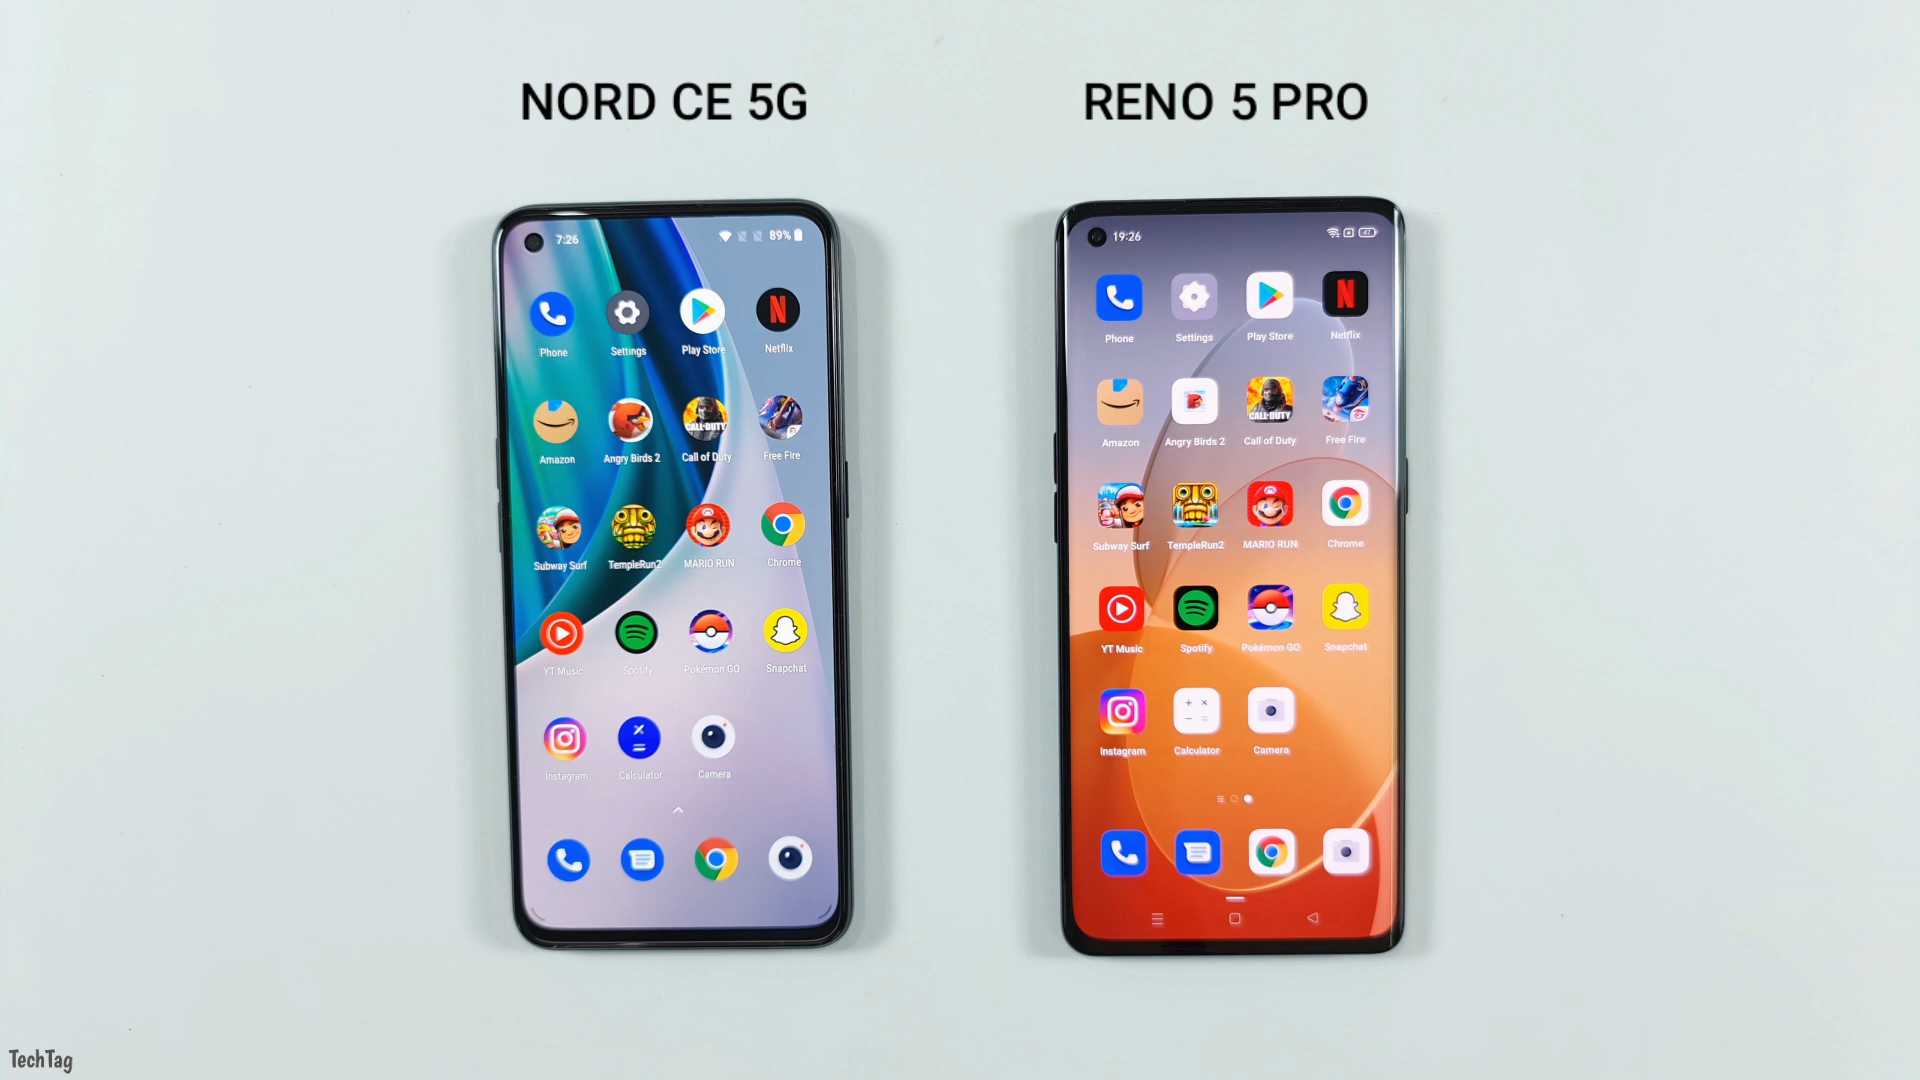 NORD CE 5G
RENO 5 PRO
7:26
89%
Phone
Settings
Play Store
Netflix
Amazon
Angry Birds 2
Call of Duty
Free Fire
Subway Surf
TempleRun2
MARIO RUN
Chrome
YT Music
Spotify
Pokémon GO
Snapchat
Instagram
Calculator
Camera
19:26
47
Phone
Settings
Play Store
Netflix
Amazon
Angry Birds 2
Call of Duty
Free Fire
Subway Surf
TempleRun2
MARIO RUN
Chrome
YT Music
Spotify
Pokémon GO
Snapchat
Instagram
Calculator
Camera
TechTag